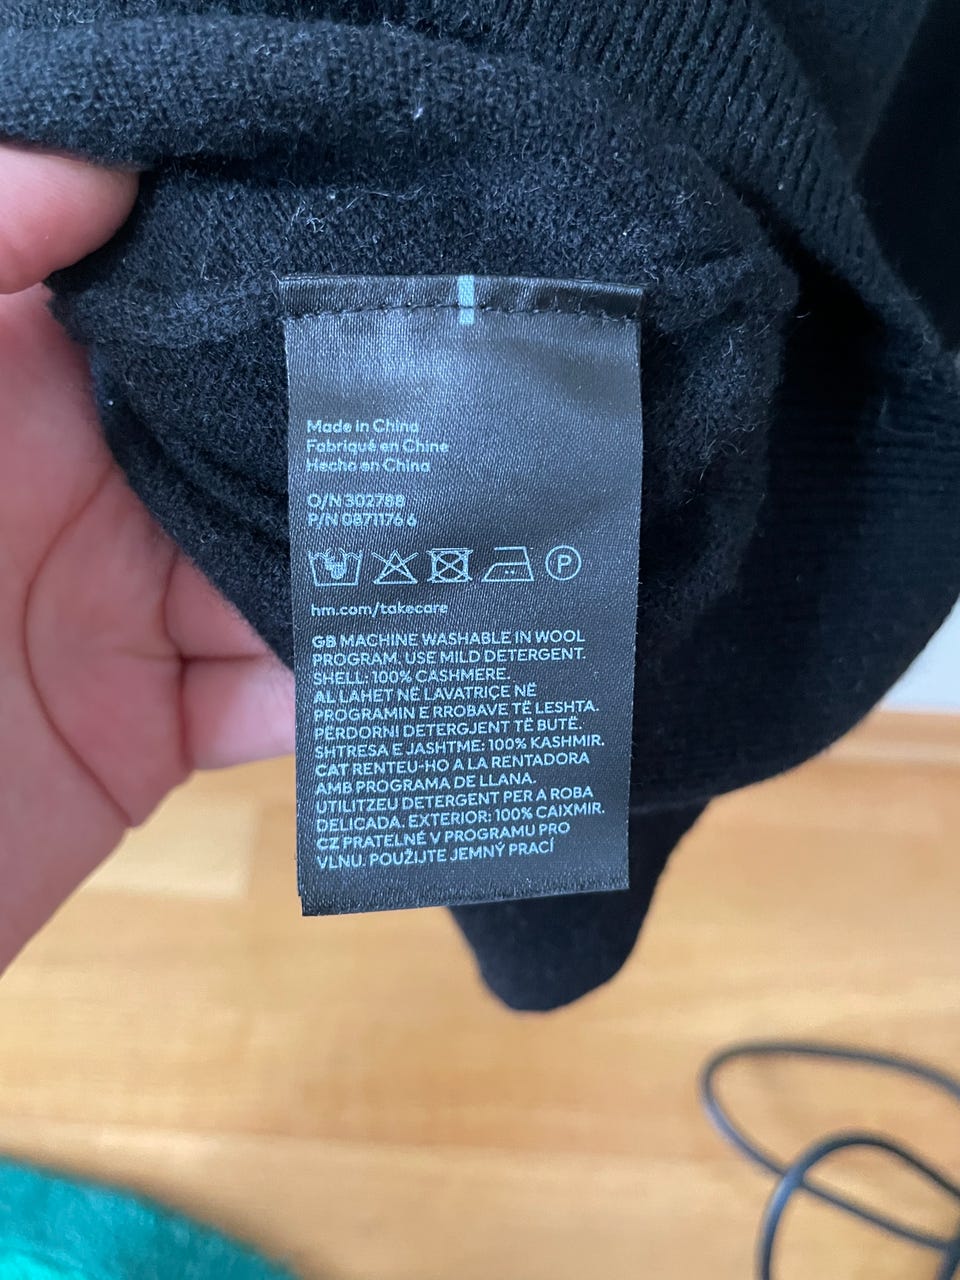 Made in China
Fabriqué en Chine
Hecho en China
O/N 302788
P/N 0871176 6
P
hm.com/takecare
GB MACHINE WASHABLE IN WOOL
PROGRAM. USE MILD DETERGENT.
SHELL: 100% CASHMERE.
AL LAHET NË LAVATRIÇE NË
PROGRAMIN E RROBAVE TË LESHTA.
PËRDORNI DETERGJENT TË BUTË.
SHTRESA E JASHTME: 100% KASHMIR.
CAT RENTEU-HO A LA RENTADORA
AMB PROGRAMA DE LLANA.
UTILITZEU DETERGENT PER A ROBA
DELICADA. EXTERIOR: 100% CAIXMIR.
CZ PRATELNÉ V PROGRAMU PRO
VLNU. POUŽIJTE JEMNÝ PRACÍ